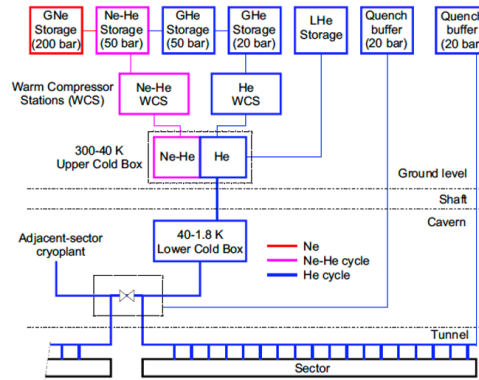 GNe
Storage
(200 bar)
Ne-He
Storage
(50 bar)
GHe
Storage
(50 bar)
GHe
Storage
(20 bar)
LHe
Storage
Quench
buffer
(20 bar)
Quench
buffer
(20 bar)
Warm Compressor
Stations (WCS)
Ne-He
WCS
He
WCS
300-40 K
Upper Cold Box
Ne-He
He
Ground level
Shaft
Cavern
Adjacent-sector
cryoplant
40-1.8 K
Lower Cold Box
Ne
Ne-He cycle
He cycle
Tunnel
Sector